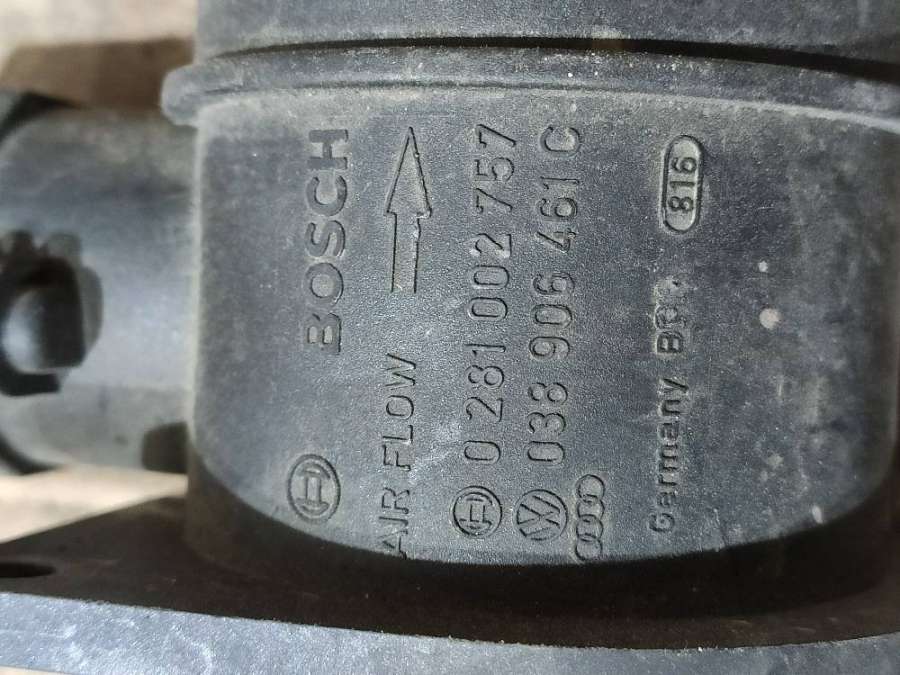 BOSCH
AIR FLOW
0 281 002 757
038 906 461 C
Germany
816